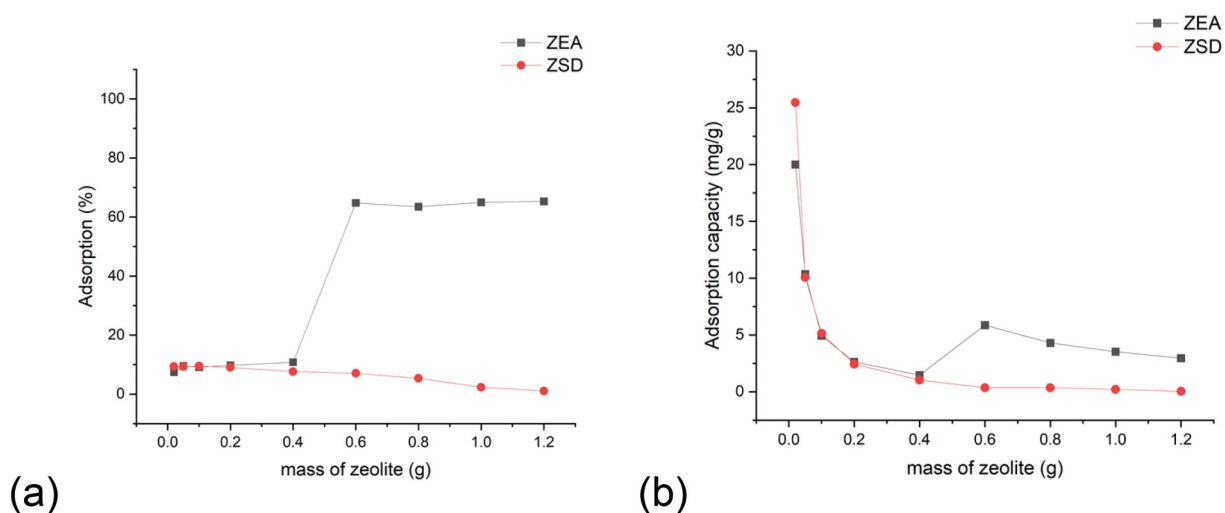 ZEA
ZSD
100
80
60
40
20
0
Adsorption (%)
0.0 0.2 0.4 0.6 0.8 1.0 1.2
mass of zeolite (g)
(a)
ZEA
ZSD
30
25
20
15
10
5
0
Adsorption capacity (mg/g)
0.0 0.2 0.4 0.6 0.8 1.0 1.2
mass of zeolite (g)
(b)